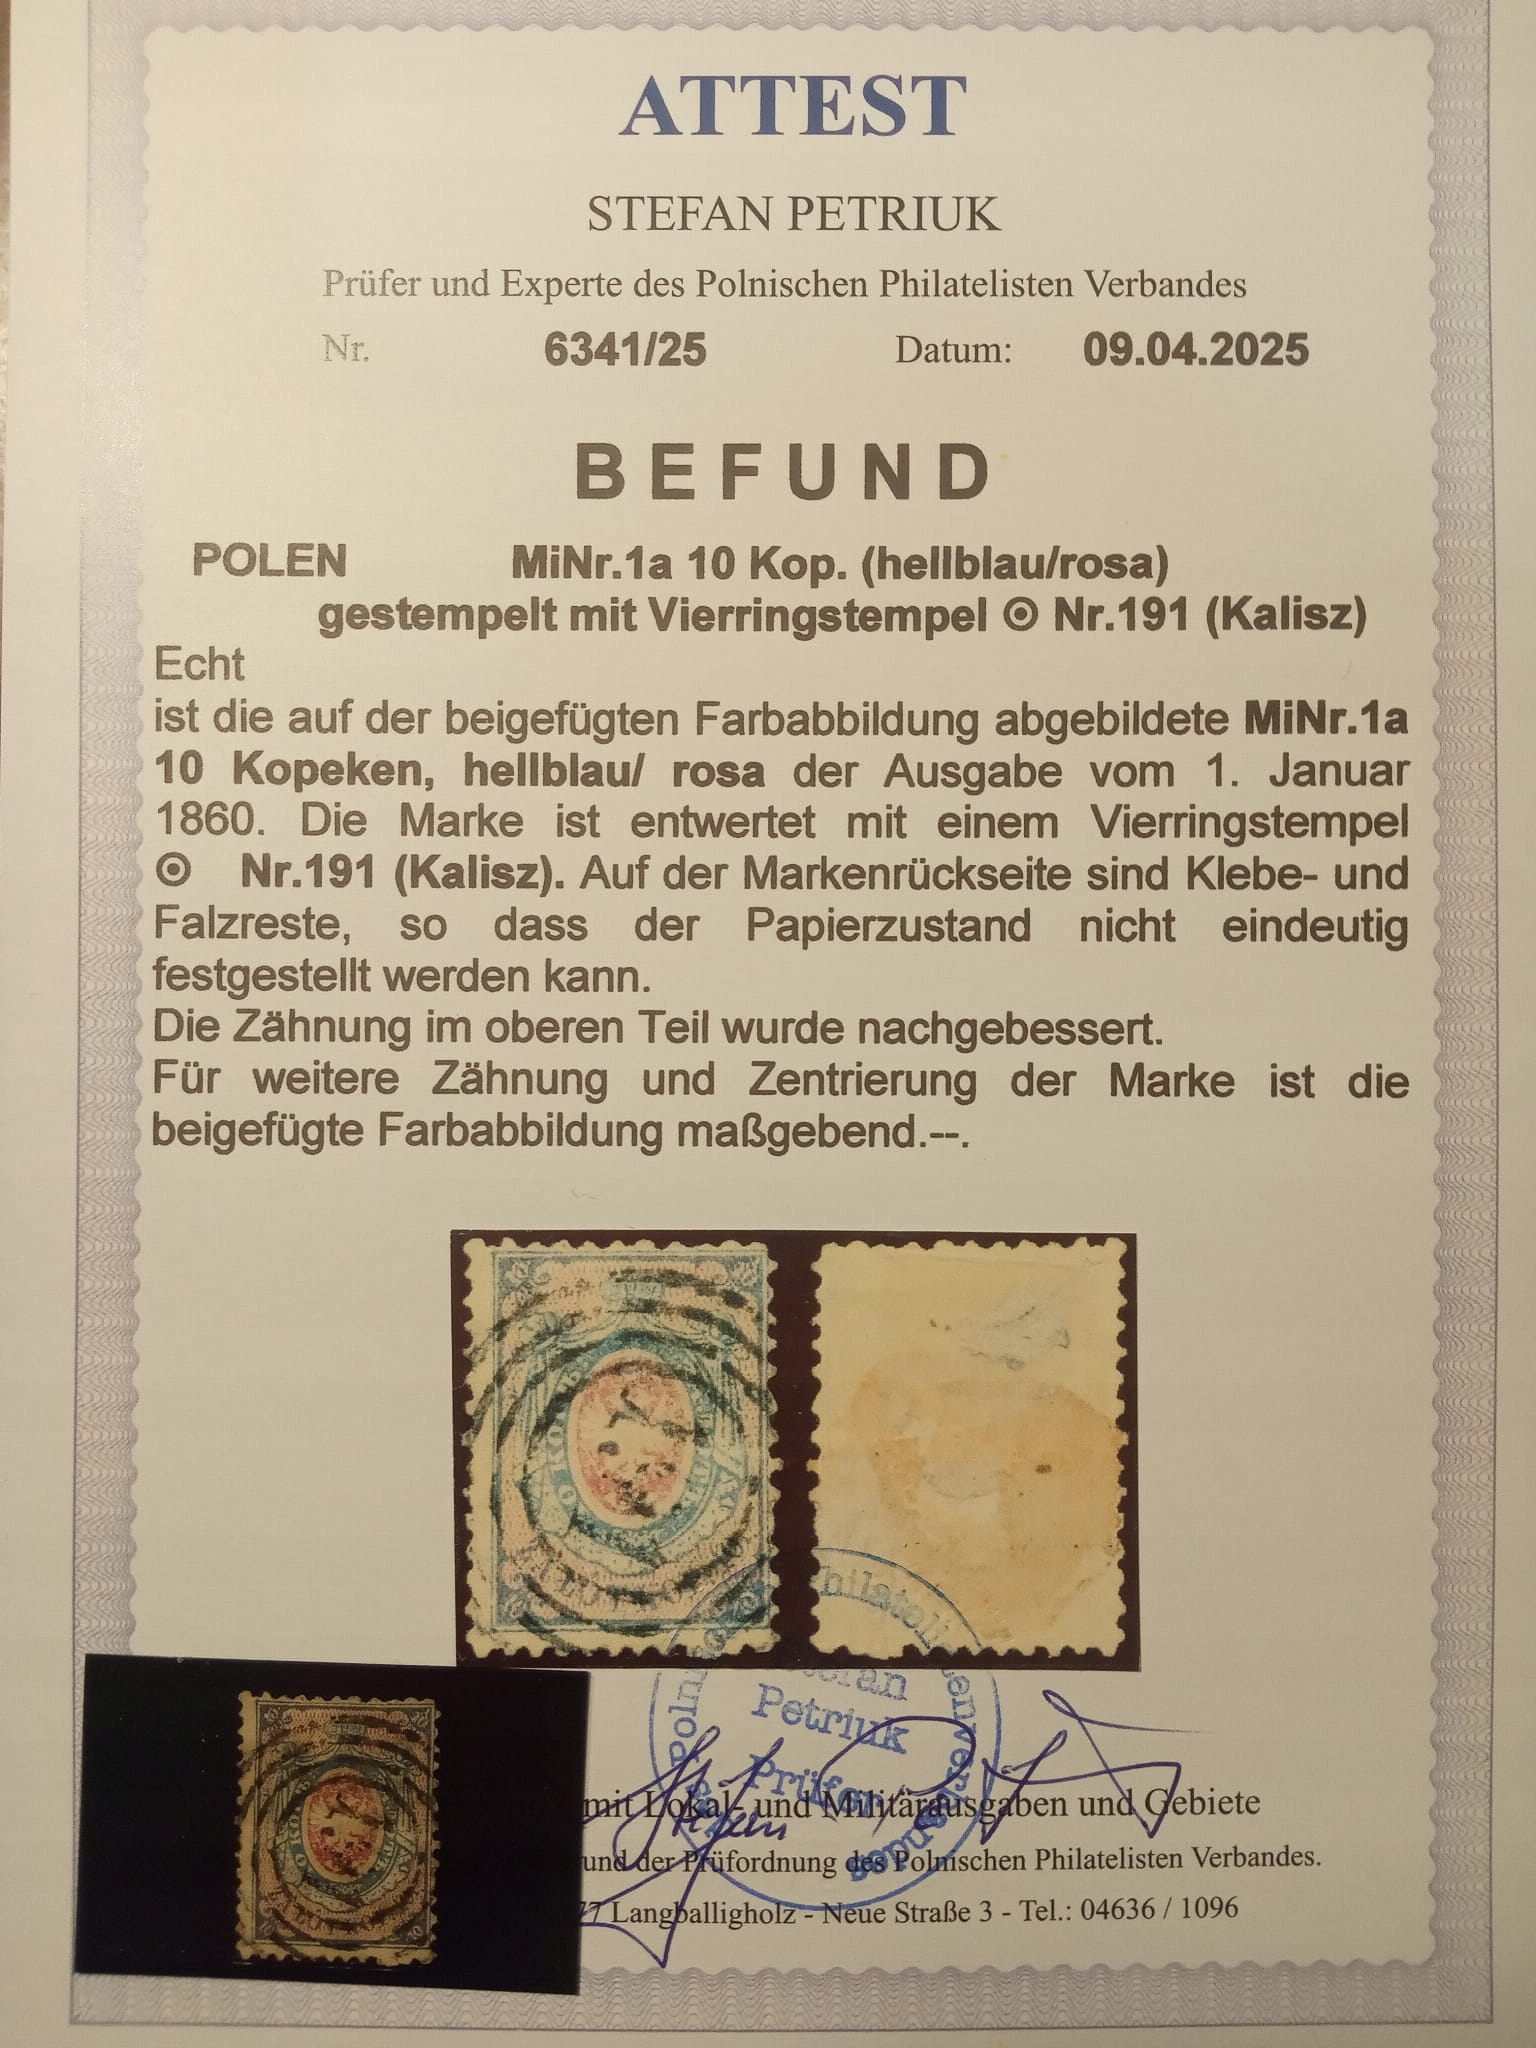 ATTEST
STEFAN PETRIUK
Prüfer und Experte des Polnischen Philatelisten Verbandes
Nr. 6341/25 Datum: 09.04.2025
BEFUND
POLEN MiNr.1a 10 Kop. (hellblau/rosa)
gestempelt mit Vierringstempel ⊙ Nr.191 (Kalisz)
Echt
ist die auf der beigefügten Farbabbildung abgebildete MiNr.1a
10 Kopeken, hellblau/ rosa der Ausgabe vom 1. Januar
1860. Die Marke ist entwertet mit einem Vierringstempel
⊙ Nr.191 (Kalisz). Auf der Markenrückseite sind Klebe- und
Falzreste, so dass der Papierzustand nicht eindeutig
festgestellt werden kann.
Die Zähnung im oberen Teil wurde nachgebessert.
Für weitere Zähnung und Zentrierung der Marke ist die
beigefügte Farbabbildung maßgebend.--.
Stefan
Petriuk
Prüfer
mit Lokal- und Militärausgaben und Gebiete
und der Prüfordnung des Polnischen Philatelisten Verbandes.
77 Langballigholz - Neue Straße 3 - Tel.: 04636 / 1096